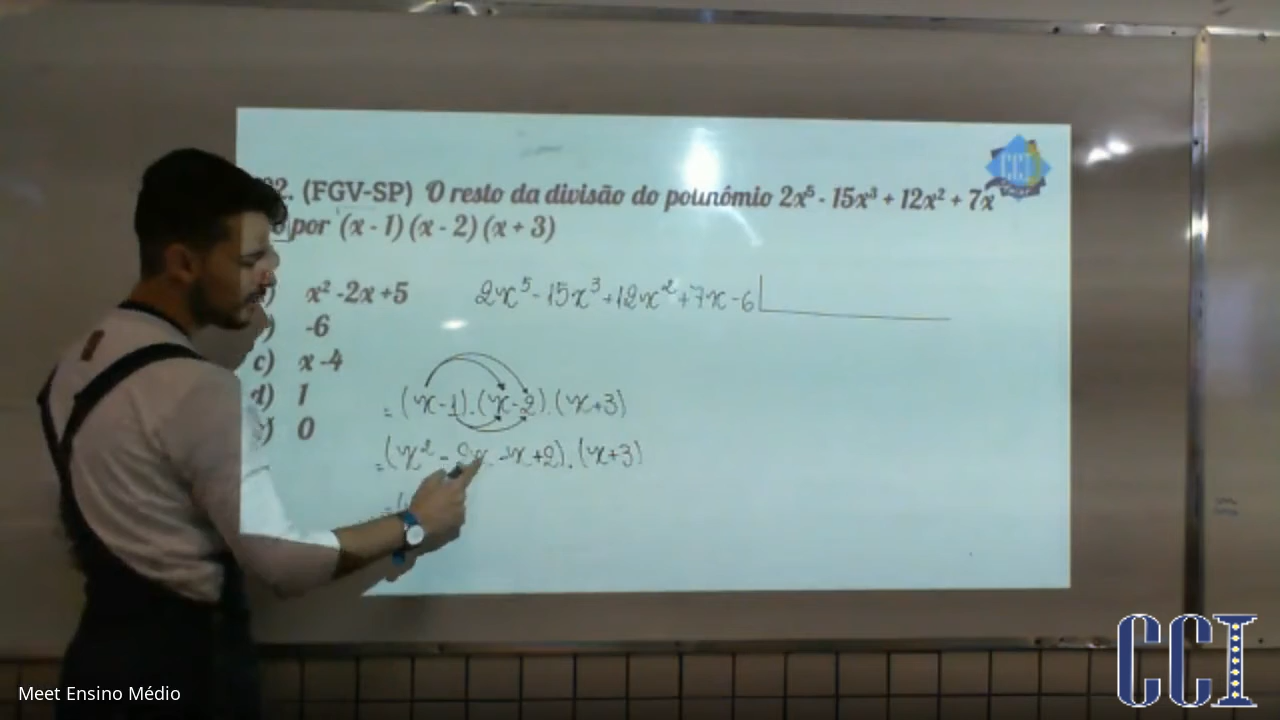 CCI
02. (FGV-SP) O resto da divisão do polinômio 2x⁵ - 15x³ + 12x² + 7x
por (x - 1) (x - 2) (x + 3)
) x² -2x +5
) -6
c) x -4
d) 1
) 0
2x⁵ - 15x³ + 12x² + 7x - 6
= (x-1).(x-2).(x+3)
= (x² - 2x - x + 2).(x+3)
= (
Meet Ensino Médio
CCI